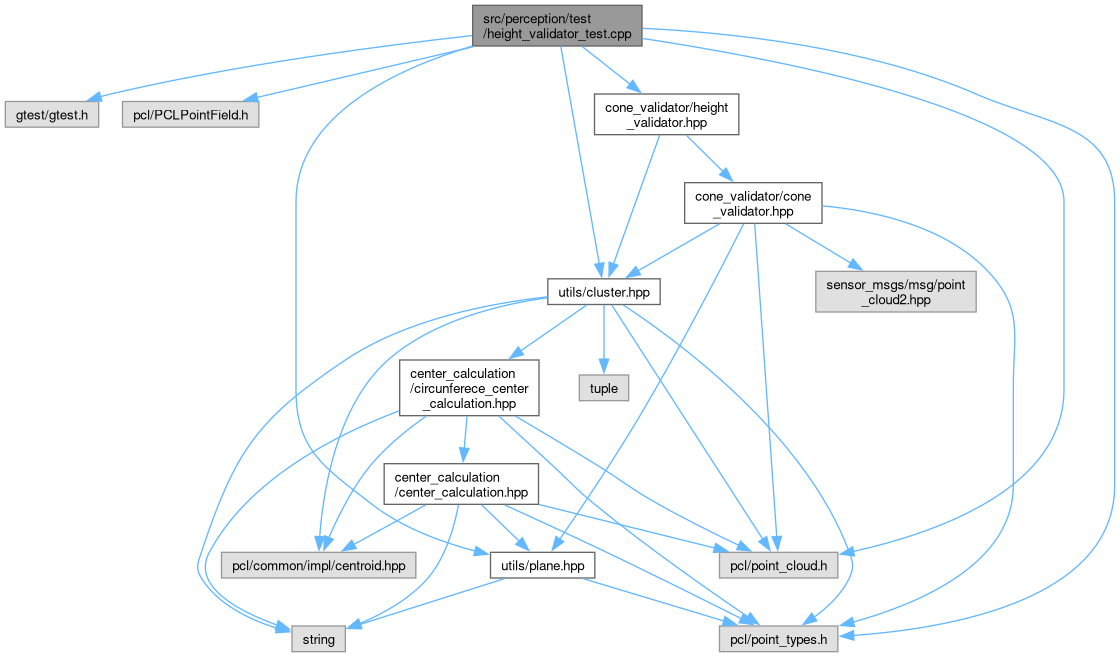 src/perception/test
/height_validator_test.cpp
gtest/gtest.h
pcl/PCLPointField.h
cone_validator/height
_validator.hpp
cone_validator/cone
_validator.hpp
sensor_msgs/msg/point
_cloud2.hpp
utils/cluster.hpp
center_calculation
/circunferece_center
_calculation.hpp
tuple
center_calculation
/center_calculation.hpp
pcl/common/impl/centroid.hpp
utils/plane.hpp
pcl/point_cloud.h
string
pcl/point_types.h